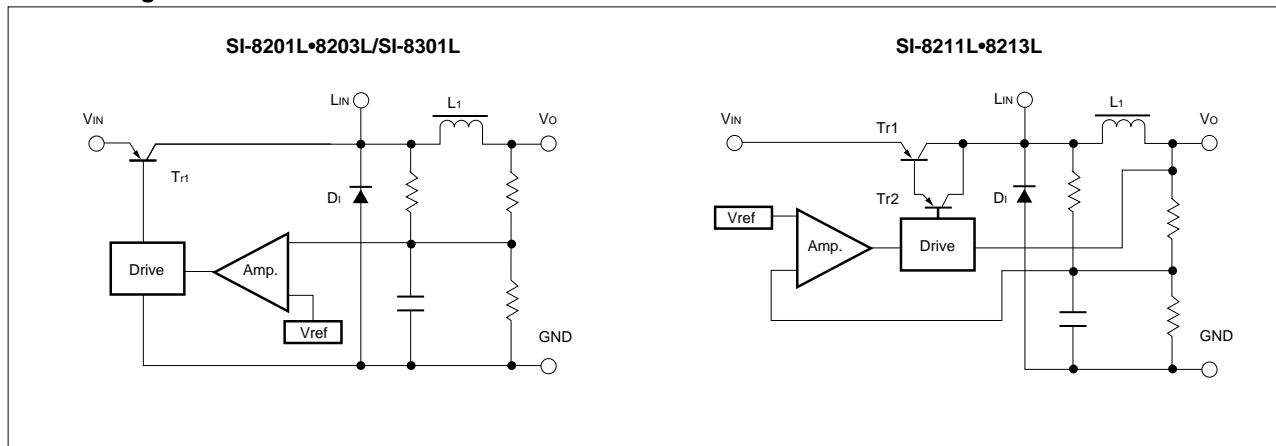 SI-8201L•8203L/SI-8301L
LIN
L1
VIN
VO
Tr1
DI
Drive
Amp.
Vref
GND
SI-8211L•8213L
LIN
L1
VIN
VO
Tr1
Tr2
DI
Vref
Amp.
Drive
GND